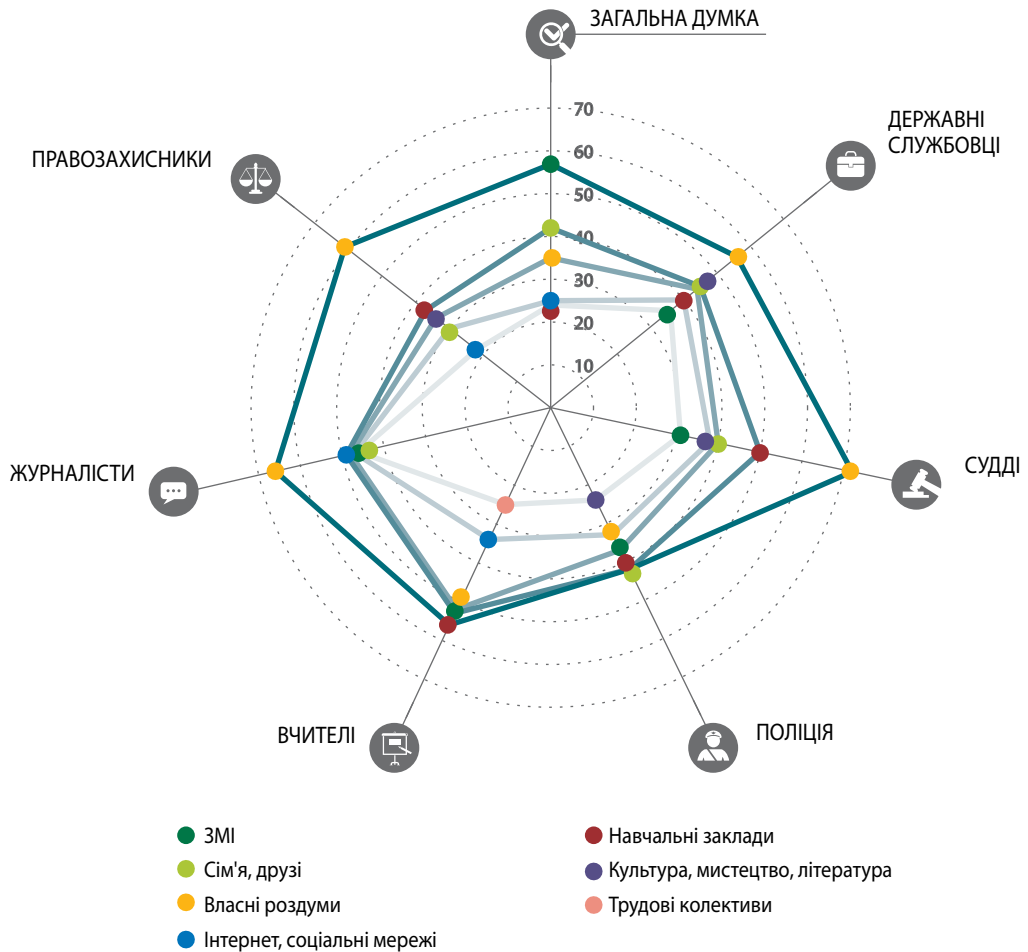 ЗАГАЛЬНА ДУМКА
ДЕРЖАВНІ
СЛУЖБОВЦІ
ПРАВОЗАХИСНИКИ
70
60
50
40
30
20
10
СУДДІ
ЖУРНАЛІСТИ
ПОЛІЦІЯ
ВЧИТЕЛІ
ЗМІ
Сім'я, друзі
Власні роздуми
Інтернет, соціальні мережі
Навчальні заклади
Культура, мистецтво, література
Трудові колективи